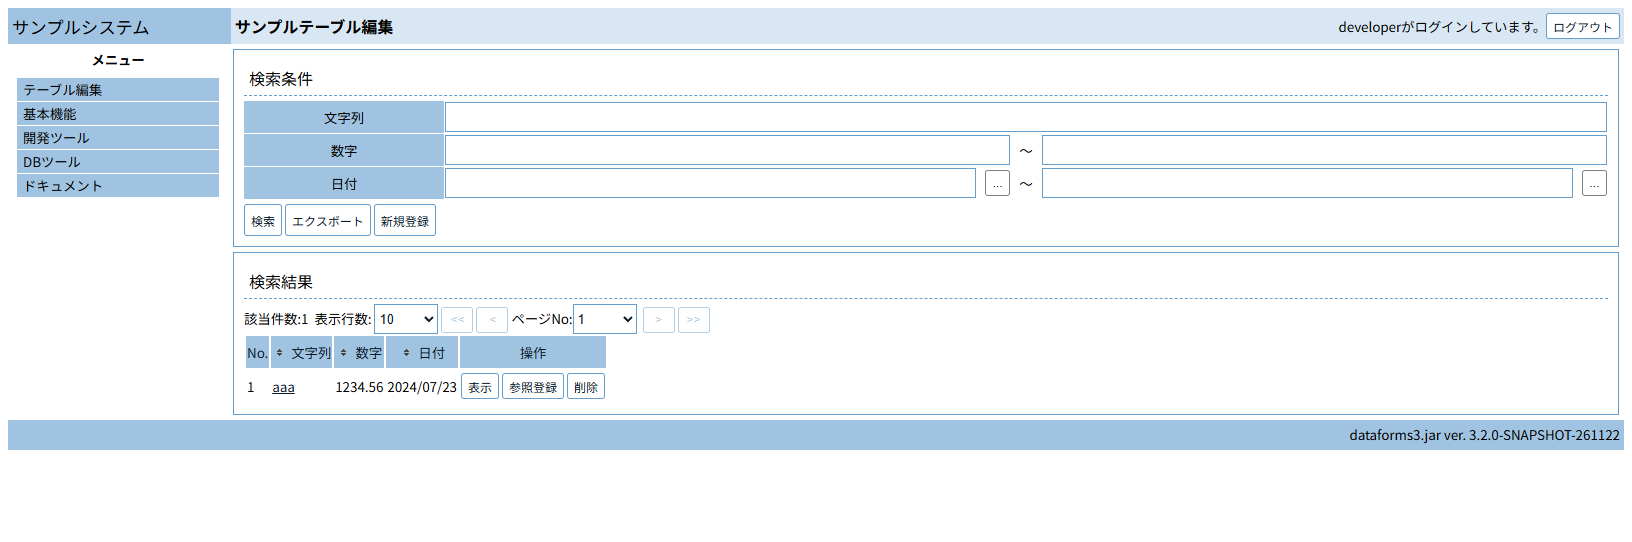 サンプルシステム
サンプルテーブル編集
developerがログインしています。 ログアウト
メニュー
テーブル編集
基本機能
開発ツール
DBツール
ドキュメント
検索条件
文字列
数字 ～
日付 ... ～ ...
検索 エクスポート 新規登録
検索結果
該当件数:1 表示行数: 10 << < ページNo: 1 > >>
No. 文字列 数字 日付 操作
1 aaa 1234.56 2024/07/23 表示 参照登録 削除
dataforms3.jar ver. 3.2.0-SNAPSHOT-261122